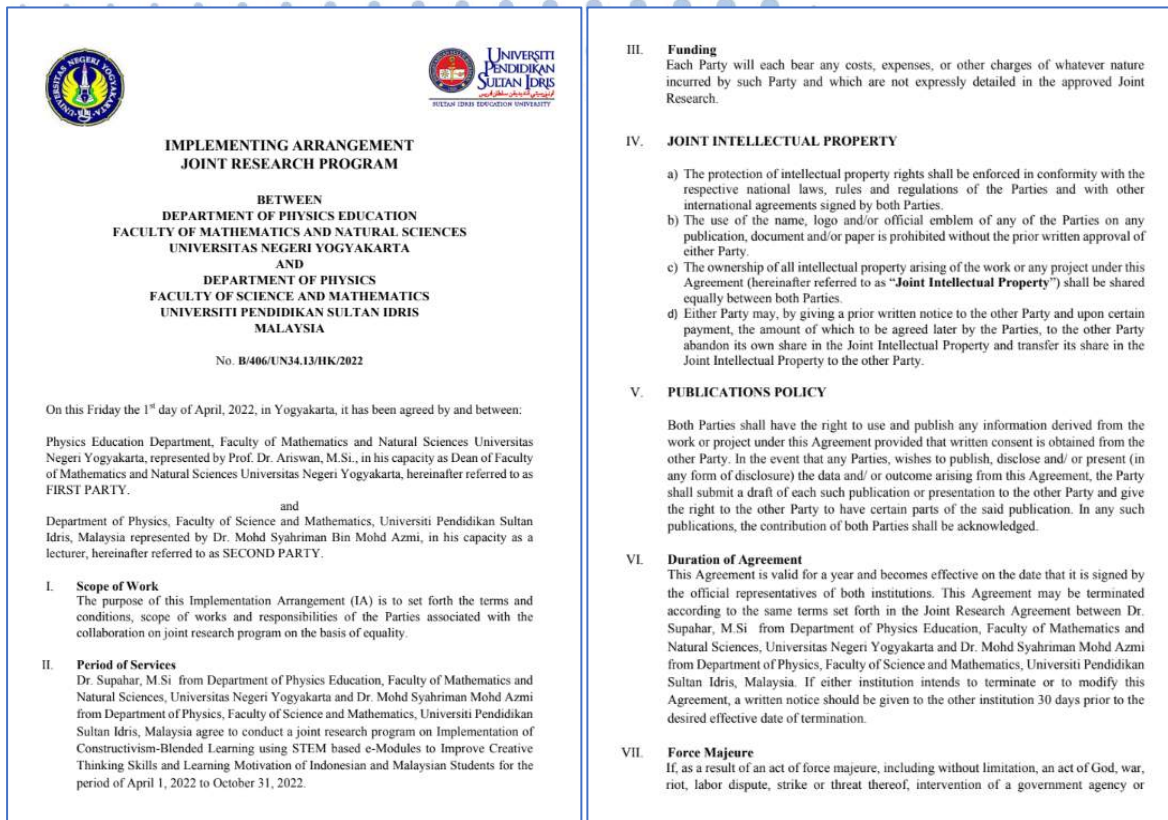 UNIVERSITAS NEGERI YOGYAKARTA
UNIVERSITI
PENDIDIKAN
SULTAN IDRIS
SULTAN IDRIS EDUCATION UNIVERSITY
IMPLEMENTING ARRANGEMENT
JOINT RESEARCH PROGRAM
BETWEEN
DEPARTMENT OF PHYSICS EDUCATION
FACULTY OF MATHEMATICS AND NATURAL SCIENCES
UNIVERSITAS NEGERI YOGYAKARTA
AND
DEPARTMENT OF PHYSICS
FACULTY OF SCIENCE AND MATHEMATICS
UNIVERSITI PENDIDIKAN SULTAN IDRIS
MALAYSIA
No. B/406/UN34.13/HK/2022
On this Friday the 1st day of April, 2022, in Yogyakarta, it has been agreed by and between:
Physics Education Department, Faculty of Mathematics and Natural Sciences Universitas
Negeri Yogyakarta, represented by Prof. Dr. Ariswan, M.Si., in his capacity as Dean of Faculty
of Mathematics and Natural Sciences Universitas Negeri Yogyakarta, hereinafter referred to as
FIRST PARTY.
and
Department of Physics, Faculty of Science and Mathematics, Universiti Pendidikan Sultan
Idris, Malaysia represented by Dr. Mohd Syahriman Bin Mohd Azmi, in his capacity as a
lecturer, hereinafter referred to as SECOND PARTY.
I. Scope of Work
The purpose of this Implementation Arrangement (IA) is to set forth the terms and
conditions, scope of works and responsibilities of the Parties associated with the
collaboration on joint research program on the basis of equality.
II. Period of Services
Dr. Supahar, M.Si from Department of Physics Education, Faculty of Mathematics and
Natural Sciences, Universitas Negeri Yogyakarta and Dr. Mohd Syahriman Mohd Azmi
from Department of Physics, Faculty of Science and Mathematics, Universiti Pendidikan
Sultan Idris, Malaysia agree to conduct a joint research program on Implementation of
Constructivism-Blended Learning using STEM based e-Modules to Improve Creative
Thinking Skills and Learning Motivation of Indonesian and Malaysian Students for the
period of April 1, 2022 to October 31, 2022.
III. Funding
Each Party will each bear any costs, expenses, or other charges of whatever nature
incurred by such Party and which are not expressly detailed in the approved Joint
Research.
IV. JOINT INTELLECTUAL PROPERTY
a) The protection of intellectual property rights shall be enforced in conformity with the
respective national laws, rules and regulations of the Parties and with other
international agreements signed by both Parties.
b) The use of the name, logo and/or official emblem of any of the Parties on any
publication, document and/or paper is prohibited without the prior written approval of
either Party.
c) The ownership of all intellectual property arising of the work or any project under this
Agreement (hereinafter referred to as “Joint Intellectual Property”) shall be shared
equally between both Parties.
d) Either Party may, by giving a prior written notice to the other Party and upon certain
payment, the amount of which to be agreed later by the Parties, to the other Party
abandon its own share in the Joint Intellectual Property and transfer its share in the
Joint Intellectual Property to the other Party.
V. PUBLICATIONS POLICY
Both Parties shall have the right to use and publish any information derived from the
work or project under this Agreement provided that written consent is obtained from the
other Party. In the event that any Parties, wishes to publish, disclose and/ or present (in
any form of disclosure) the data and/ or outcome arising from this Agreement, the Party
shall submit a draft of each such publication or presentation to the other Party and give
the right to the other Party to have certain parts of the said publication. In any such
publications, the contribution of both Parties shall be acknowledged.
VI. Duration of Agreement
This Agreement is valid for a year and becomes effective on the date that it is signed by
the official representatives of both institutions. This Agreement may be terminated
according to the same terms set forth in the Joint Research Agreement between Dr.
Supahar, M.Si from Department of Physics Education, Faculty of Mathematics and
Natural Sciences, Universitas Negeri Yogyakarta and Dr. Mohd Syahriman Mohd Azmi
from Department of Physics, Faculty of Science and Mathematics, Universiti Pendidikan
Sultan Idris, Malaysia. If either institution intends to terminate or to modify this
Agreement, a written notice should be given to the other institution 30 days prior to the
desired effective date of termination.
VII. Force Majeure
If, as a result of an act of force majeure, including without limitation, an act of God, war,
riot, labor dispute, strike or threat thereof, intervention of a government agency or